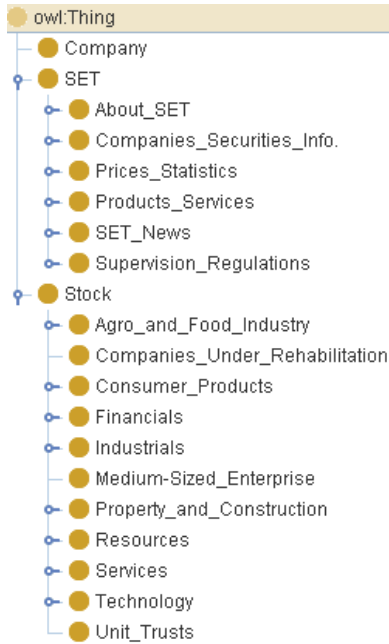 owl:Thing
Company
SET
About_SET
Companies_Securities_Info.
Prices_Statistics
Products_Services
SET_News
Supervision_Regulations
Stock
Agro_and_Food_Industry
Companies_Under_Rehabilitation
Consumer_Products
Financials
Industrials
Medium-Sized_Enterprise
Property_and_Construction
Resources
Services
Technology
Unit_Trusts